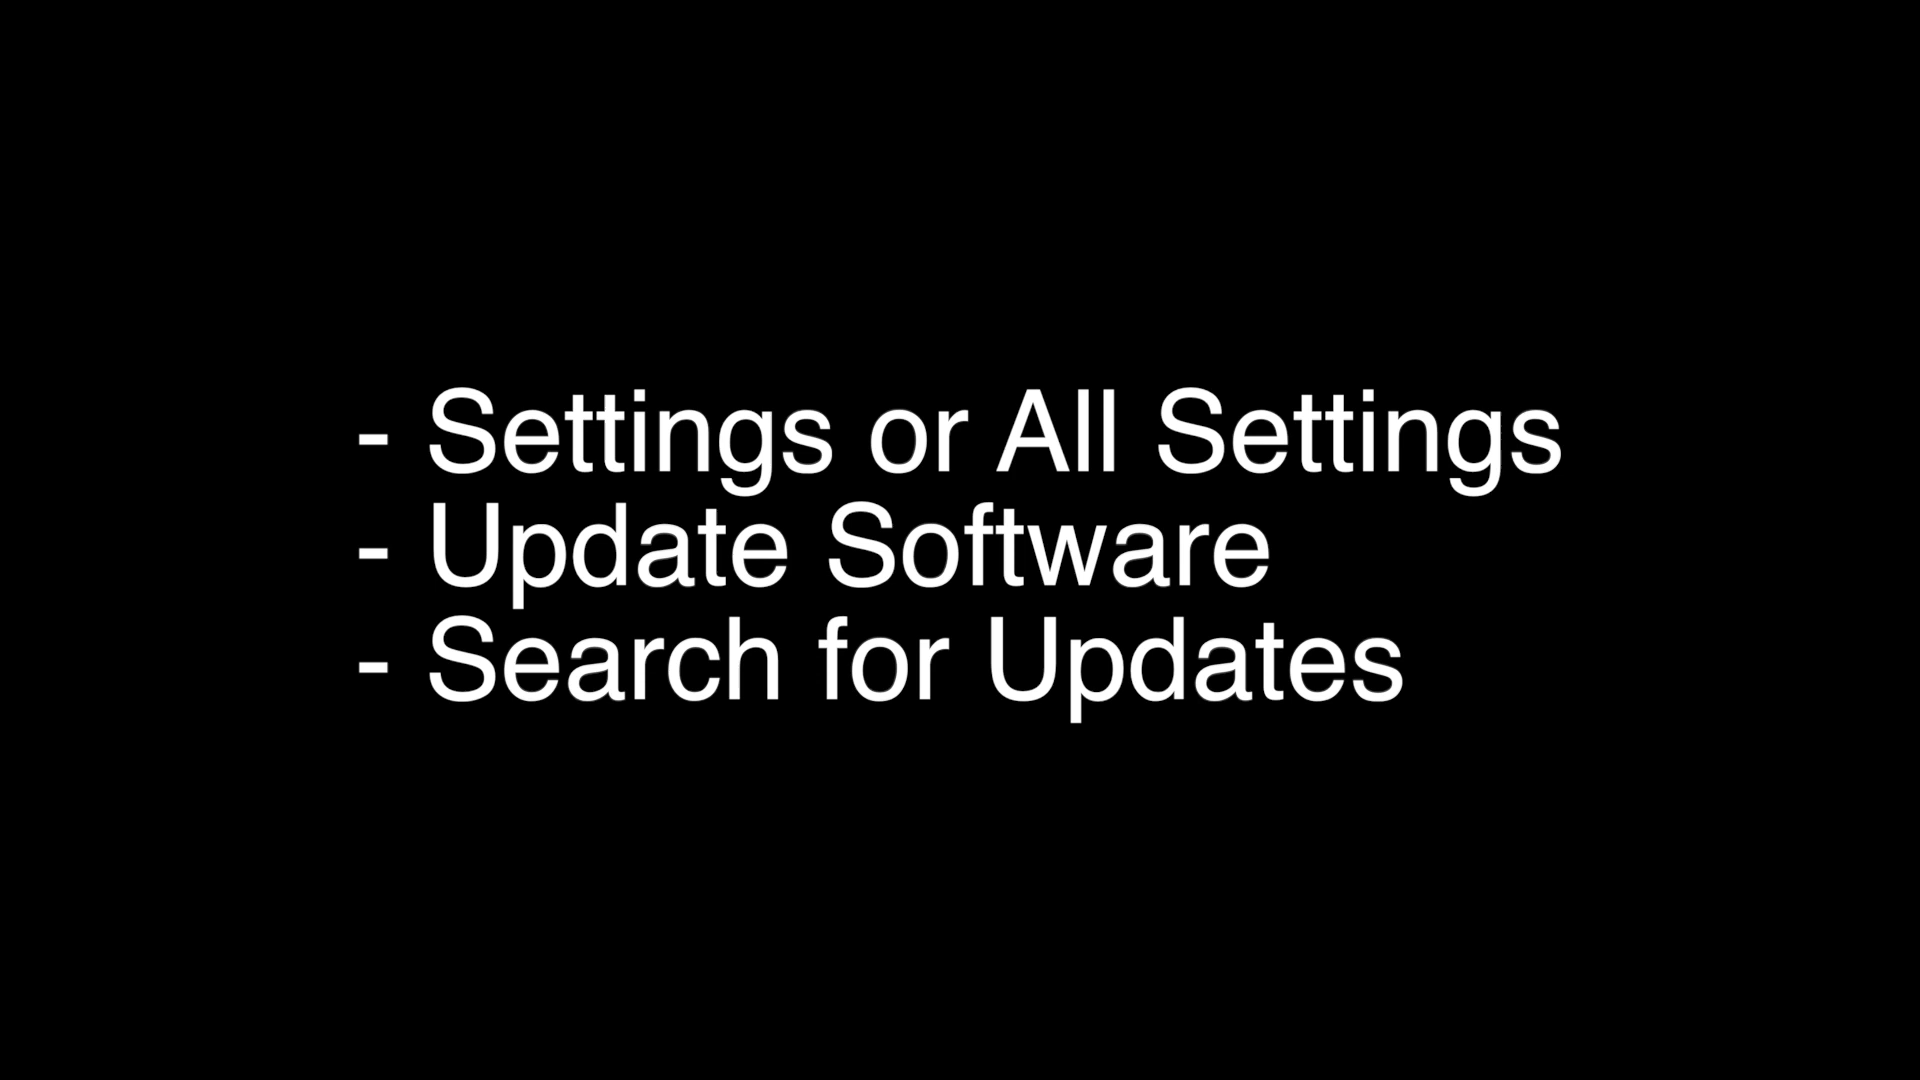 - Settings or All Settings
- Update Software
- Search for Updates